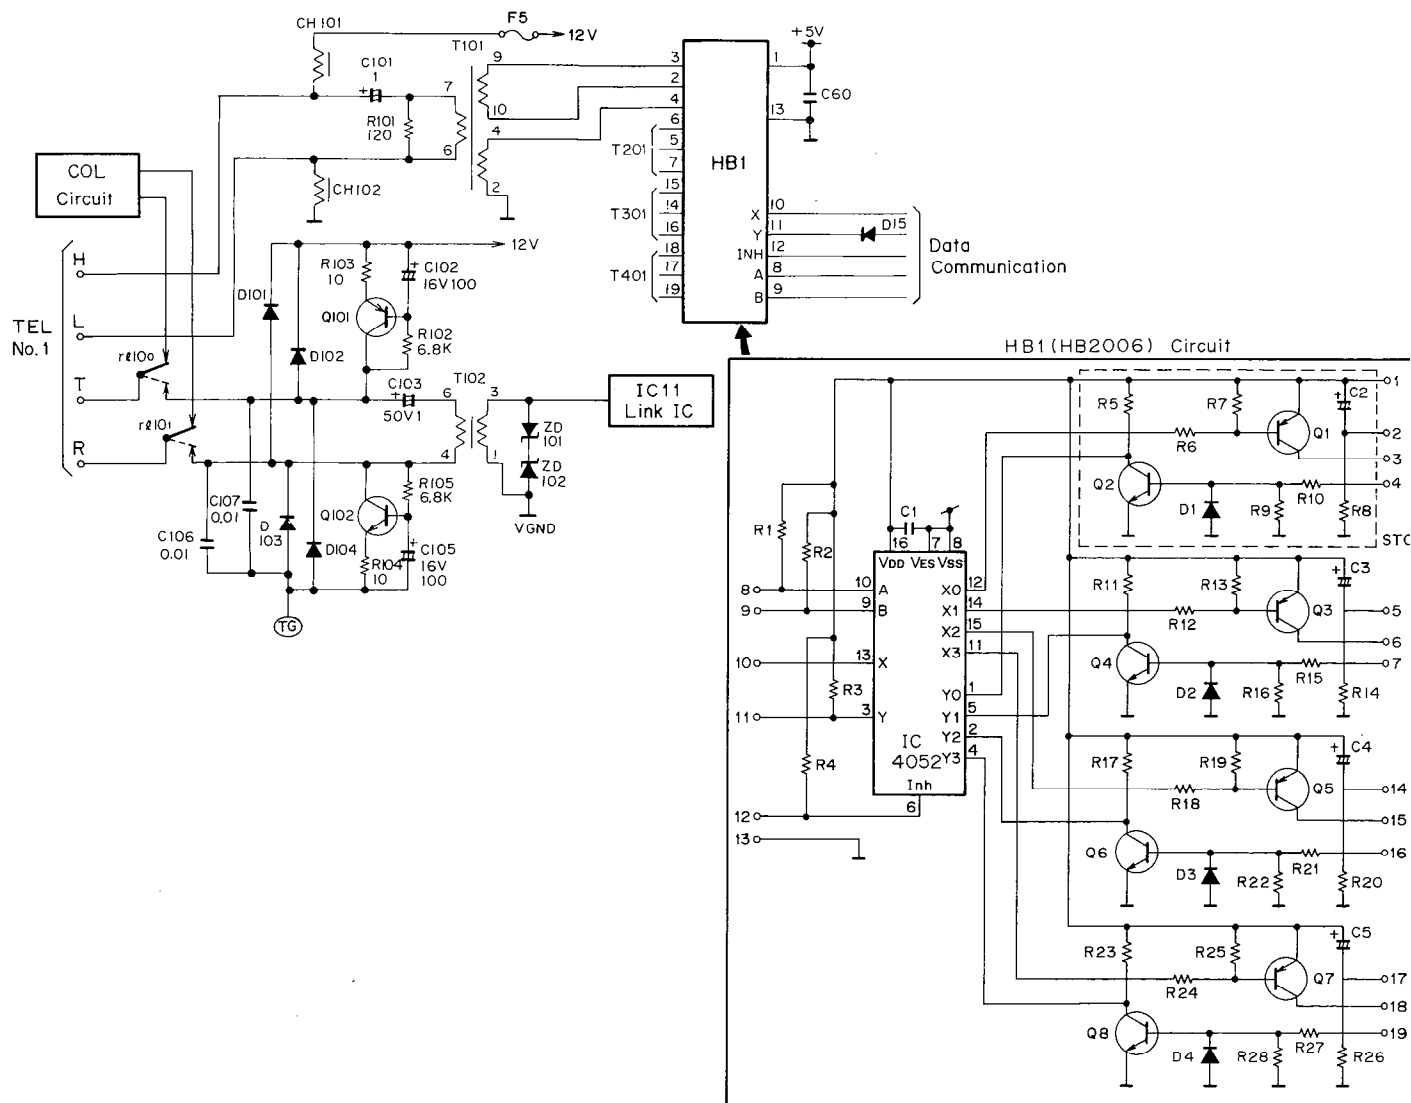 CH101
F5
12V
T101
C101
1
+
R101
120
7
6
9
10
4
2
CH102
3
2
4
6
5
7
15
14
16
18
17
19
T201
T301
T401
HB1
+5V
1
C60
13
X 10
Y 11
INH 12
A 8
B 9
D15
Data
Communication
COL
Circuit
TEL
No.1
H
L
T
R
rl100
rl101
12V
D101
D102
R103
10
+ C102
16V100
Q101
R102
6.8K
+ C103
50V1
T102
6
4
3
1
IC11
Link IC
ZD
101
ZD
102
VGND
C106
0.01
C107
0.01
D
103
D104
Q102
R105
6.8K
R104
10
+ C105
16V
100
TG
HB1(HB2006) Circuit
R5
R7
+ C2
R6
Q1
Q2
D1
R9
R10
R8
STC
1
2
3
4
R1
R2
C1
16
7
8
VDD VES VSS
8
9
10
11
12
13
10 A
9 B
13 X
3 Y
R3
R4
IC
4052
Inh
6
X0 12
X1 14
X2 15
X3 11
Y0 1
Y1 5
Y2 2
Y3 4
R11
R13
+ C3
R12
Q3
Q4
D2
R16
R15
R14
5
6
7
R17
R19
+ C4
R18
Q5
Q6
D3
R22
R21
R20
14
15
16
R23
R25
+ C5
R24
Q7
Q8
D4
R28
R27
R26
17
18
19